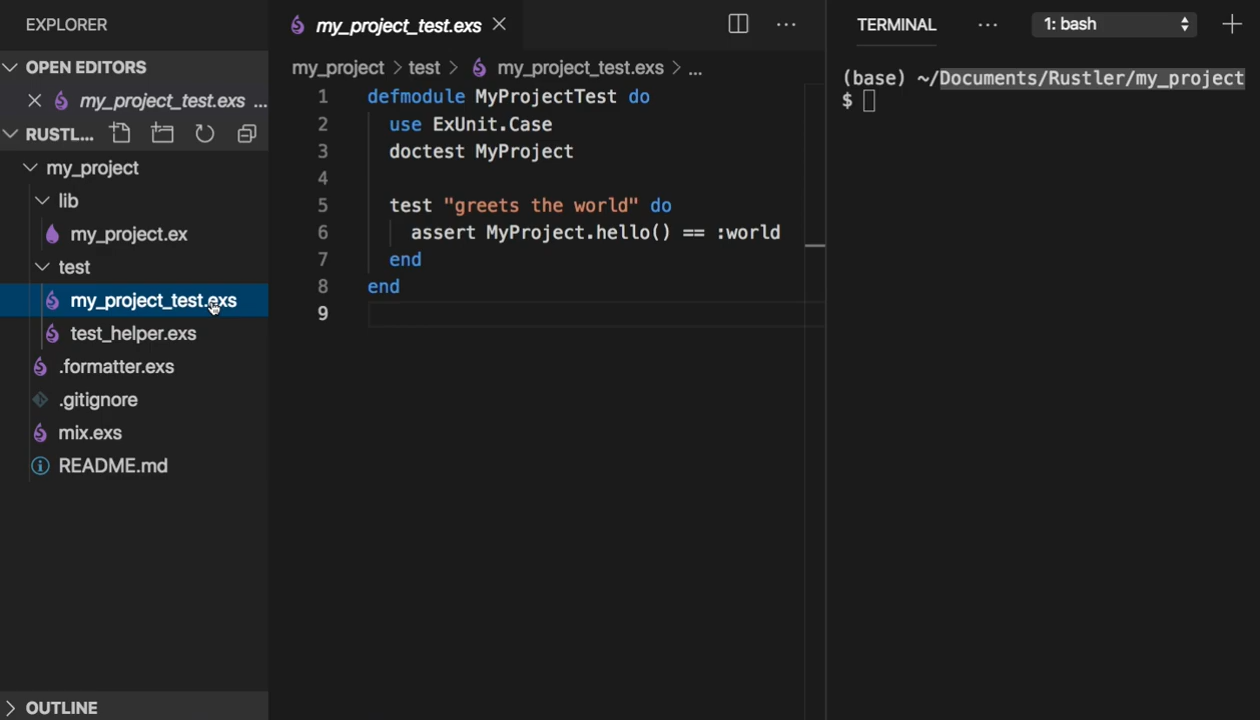 EXPLORER
OPEN EDITORS
my_project_test.exs ...
RUSTL...
my_project
lib
my_project.ex
test
my_project_test.exs
test_helper.exs
.formatter.exs
.gitignore
mix.exs
README.md
OUTLINE
my_project_test.exs
my_project > test > my_project_test.exs > ...
1 defmodule MyProjectTest do
2 use ExUnit.Case
3 doctest MyProject
4
5 test "greets the world" do
6 assert MyProject.hello() == :world
7 end
8 end
9
TERMINAL ... 1: bash
(base) ~/Documents/Rustler/my_project
$